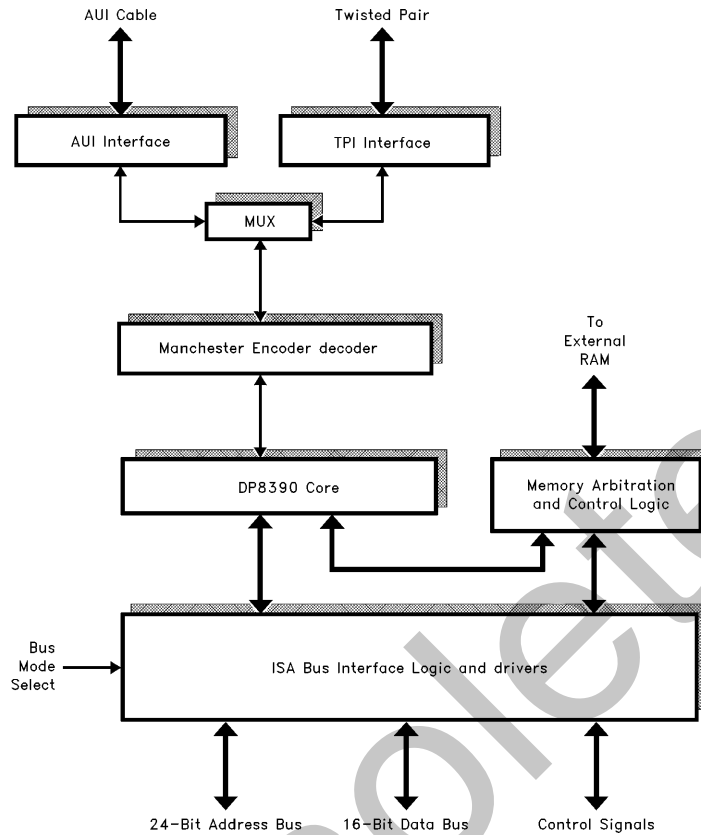 AUI Cable
Twisted Pair
AUI Interface
TPI Interface
MUX
Manchester Encoder decoder
To
External
RAM
DP8390 Core
Memory Arbitration
and Control Logic
Bus
Mode
Select
ISA Bus Interface Logic and drivers
24-Bit Address Bus
16-Bit Data Bus
Control Signals